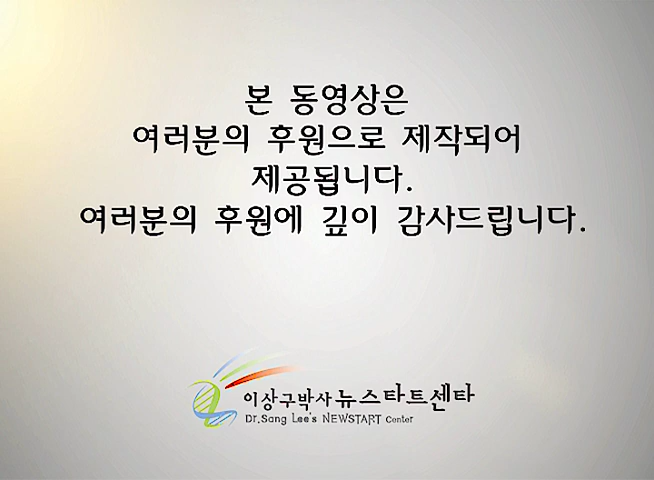 본 동영상은
여러분의 후원으로 제작되어
제공됩니다.
여러분의 후원에 깊이 감사드립니다.
이상구박사 뉴스타트센타
Dr.Sang Lee's NEWSTART Center